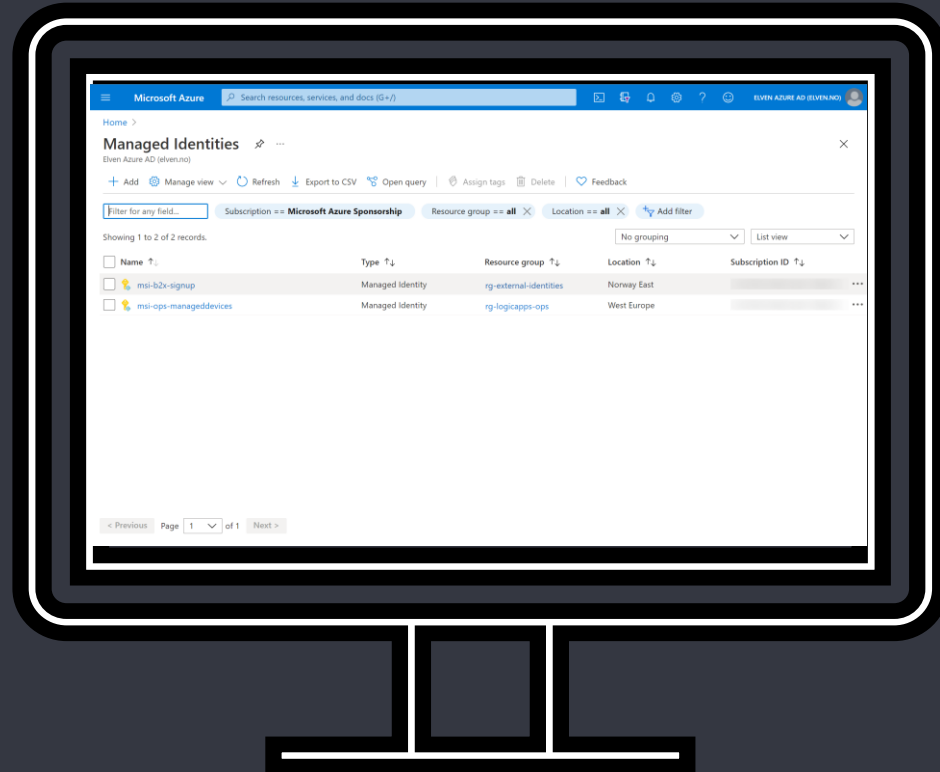 Microsoft Azure Search resources, services, and docs (G+/) ELVEN AZURE AD (ELVEN.NO)
Home >
Managed Identities ...
Elven Azure AD (elven.no)
+ Add Manage view Refresh Export to CSV Open query Assign tags Delete Feedback
Filter for any field... Subscription == Microsoft Azure Sponsorship Resource group == all Location == all Add filter
Showing 1 to 2 of 2 records. No grouping List view
Name ↑↓ Type ↑↓ Resource group ↑↓ Location ↑↓ Subscription ID ↑↓
msi-b2x-signup Managed Identity rg-external-identities Norway East ...
msi-ops-manageddevices Managed Identity rg-logicapps-ops West Europe ...
< Previous Page 1 of 1 Next >